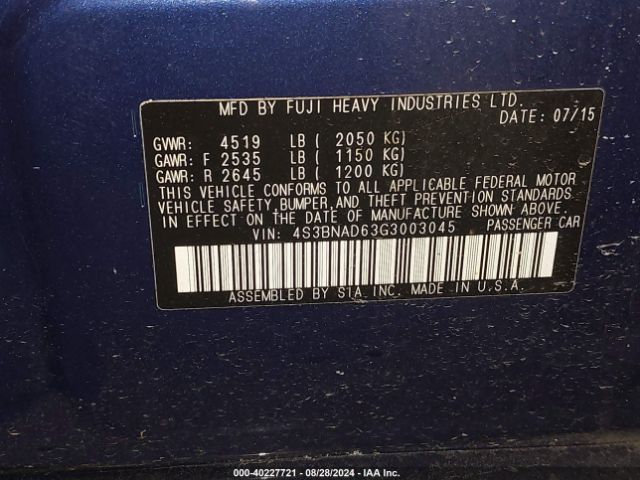 MFD BY FUJI HEAVY INDUSTRIES LTD.
DATE: 07/15
GVWR: 4519 LB ( 2050 KG)
GAWR: F 2535 LB ( 1150 KG)
GAWR: R 2645 LB ( 1200 KG)
THIS VEHICLE CONFORMS TO ALL APPLICABLE FEDERAL MOTOR
VEHICLE SAFETY, BUMPER, AND THEFT PREVENTION STANDARDS
IN EFFECT ON THE DATE OF MANUFACTURE SHOWN ABOVE.
VIN: 4S3BNAD63G3003045 PASSENGER CAR
ASSEMBLED BY SIA INC. MADE IN U.S.A.
000-40227721 | 08/28/2024 - IAA Inc.